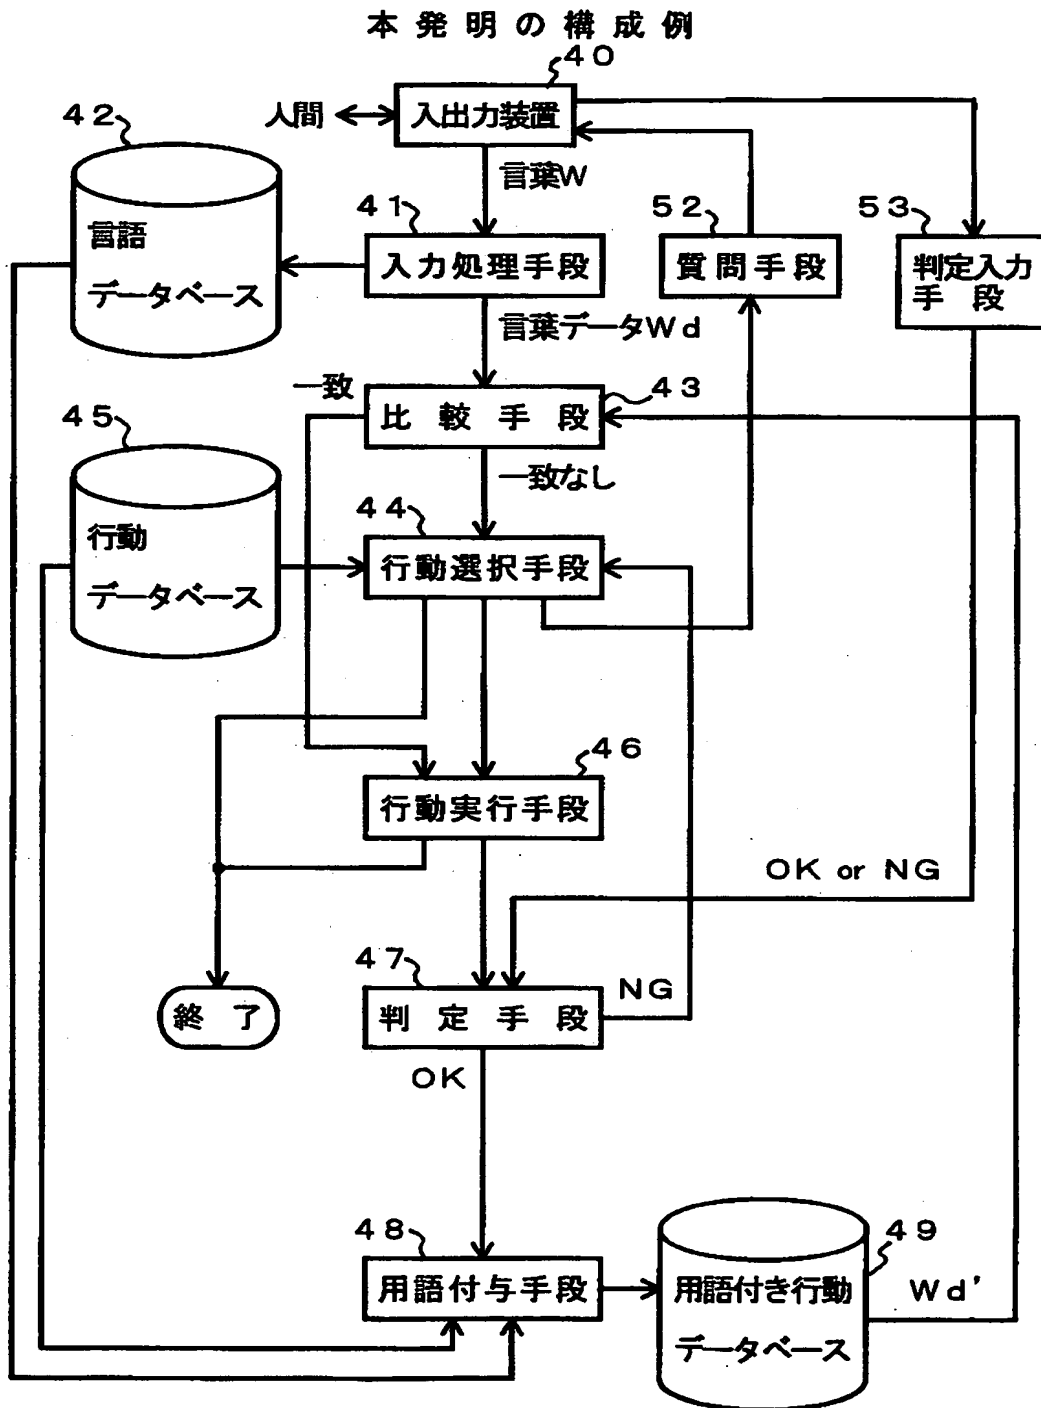 本発明の構成例
40
人間
入出力装置
42
言葉W
41
52
53
言語
データベース
入力処理手段
質問手段
判定入力
手段
言葉データWd
一致
43
比較手段
45
一致なし
44
行動
データベース
行動選択手段
46
行動実行手段
OK or NG
47
NG
終了
判定手段
OK
48
49
用語付与手段
用語付き行動
データベース
Wd'